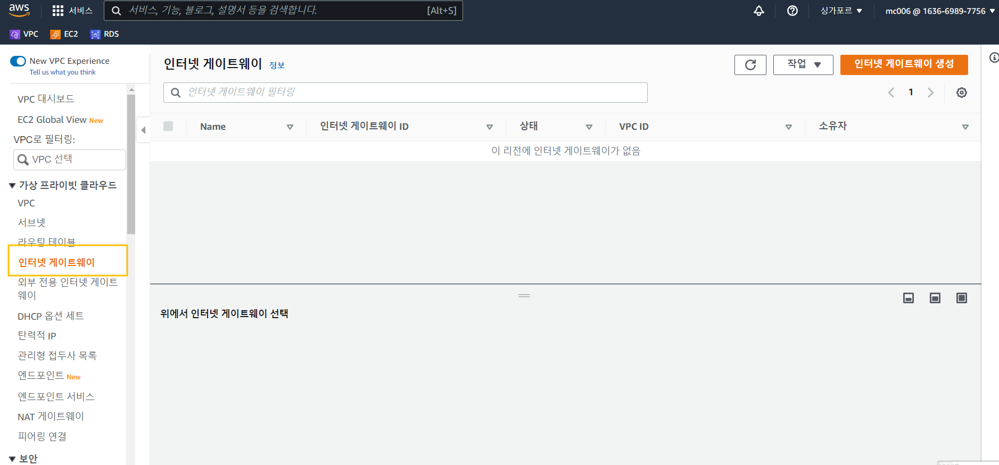 aws
서비스
서비스, 기능, 블로그, 설명서 등을 검색합니다.
[Alt+S]
싱가포르
mc006 @ 1636-6989-7756
VPC
EC2
RDS
New VPC Experience
Tell us what you think
VPC 대시보드
EC2 Global View New
VPC로 필터링:
VPC 선택
가상 프라이빗 클라우드
VPC
서브넷
라우팅 테이블
인터넷 게이트웨이
외부 전용 인터넷 게이트
웨이
DHCP 옵션 세트
탄력적 IP
관리형 접두사 목록
엔드포인트 New
엔드포인트 서비스
NAT 게이트웨이
피어링 연결
보안
인터넷 게이트웨이 정보
작업
인터넷 게이트웨이 생성
인터넷 게이트웨이 필터링
1
Name
인터넷 게이트웨이 ID
상태
VPC ID
소유자
이 리전에 인터넷 게이트웨이가 없음
위에서 인터넷 게이트웨이 선택